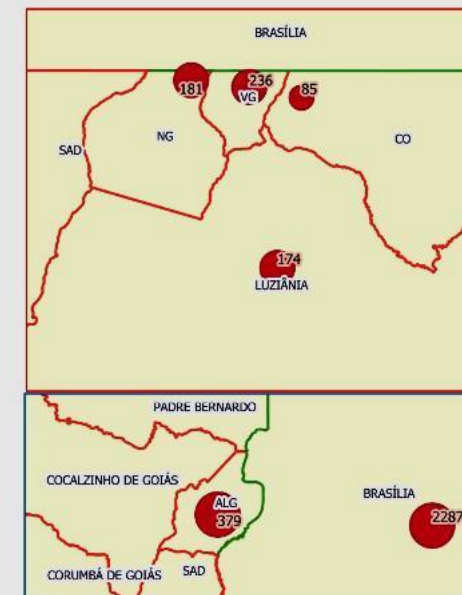 BRASÍLIA
236
181
VG
85
NG
CO
SAD
174
LUZIÂNIA
PADRE BERNARDO
COCALZINHO DE GOIÁS
BRASÍLIA
ALG
379
2287
CORUMBÁ DE GOIÁS
SAD